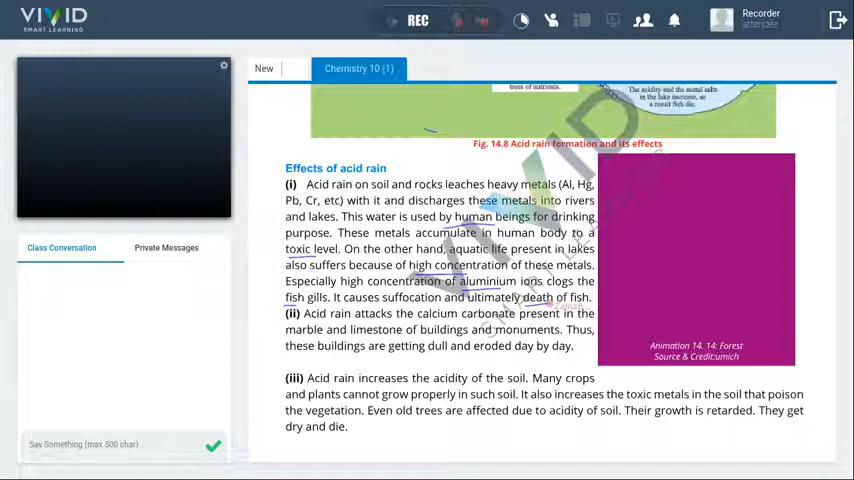 VIVID
SMART LEARNING
REC
Recorder
attendee
New
Chemistry 10 (1)
trees of nutrients.
The acidity and the metal salts
in the lake increase, as
a result fish die.
Fig. 14.8 Acid rain formation and its effects
Effects of acid rain
(i) Acid rain on soil and rocks leaches heavy metals (Al, Hg,
Pb, Cr, etc) with it and discharges these metals into rivers
and lakes. This water is used by human beings for drinking
purpose. These metals accumulate in human body to a
toxic level. On the other hand, aquatic life present in lakes
also suffers because of high concentration of these metals.
Especially high concentration of aluminium ions clogs the
fish gills. It causes suffocation and ultimately death of fish.
(ii) Acid rain attacks the calcium carbonate present in the
marble and limestone of buildings and monuments. Thus,
these buildings are getting dull and eroded day by day.
Animation 14. 14: Forest
Source & Credit:umich
(iii) Acid rain increases the acidity of the soil. Many crops
and plants cannot grow properly in such soil. It also increases the toxic metals in the soil that poison
the vegetation. Even old trees are affected due to acidity of soil. Their growth is retarded. They get
dry and die.
VIVID
SMART LEARNING
Class Conversation
Private Messages
Say Something (max 500 char)